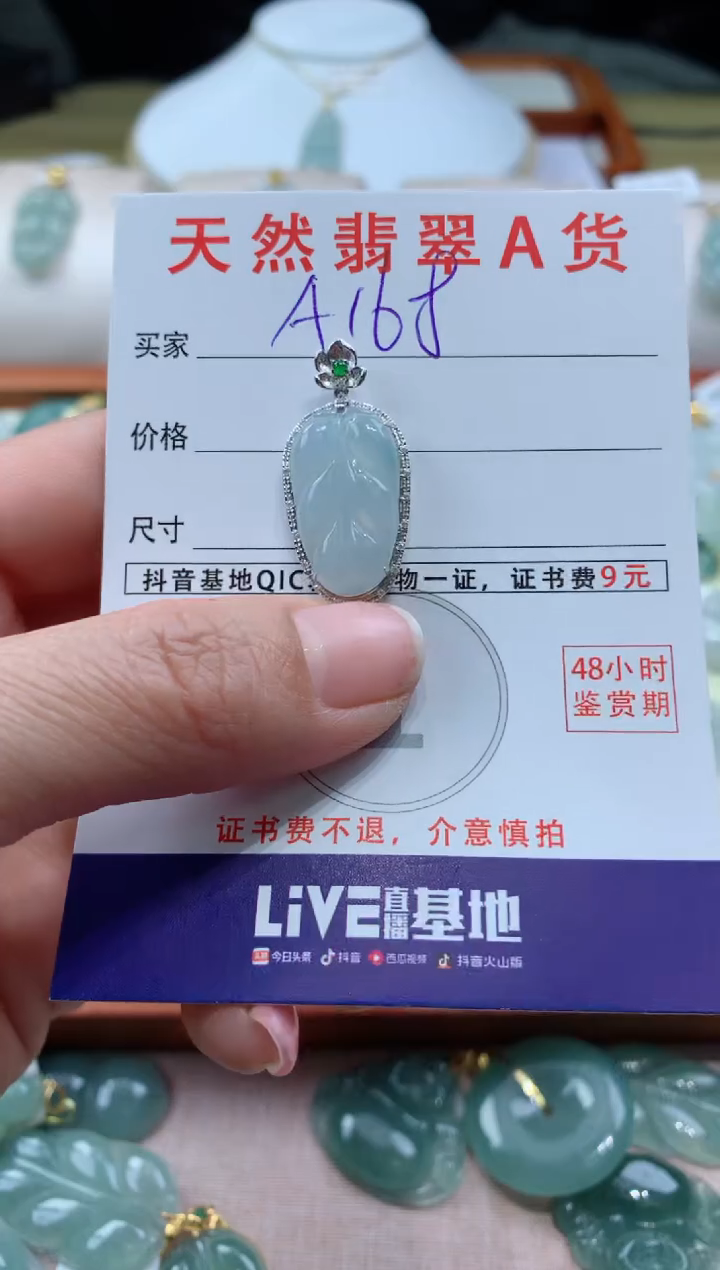 天然翡翠A货
A168
买家
价格
尺寸
抖音基地QIC 物一证，证书费9元
48小时
鉴赏期
证书费不退，介意慎拍
LiVE直播基地
头条 今日头条 抖音 西瓜视频 抖音火山版